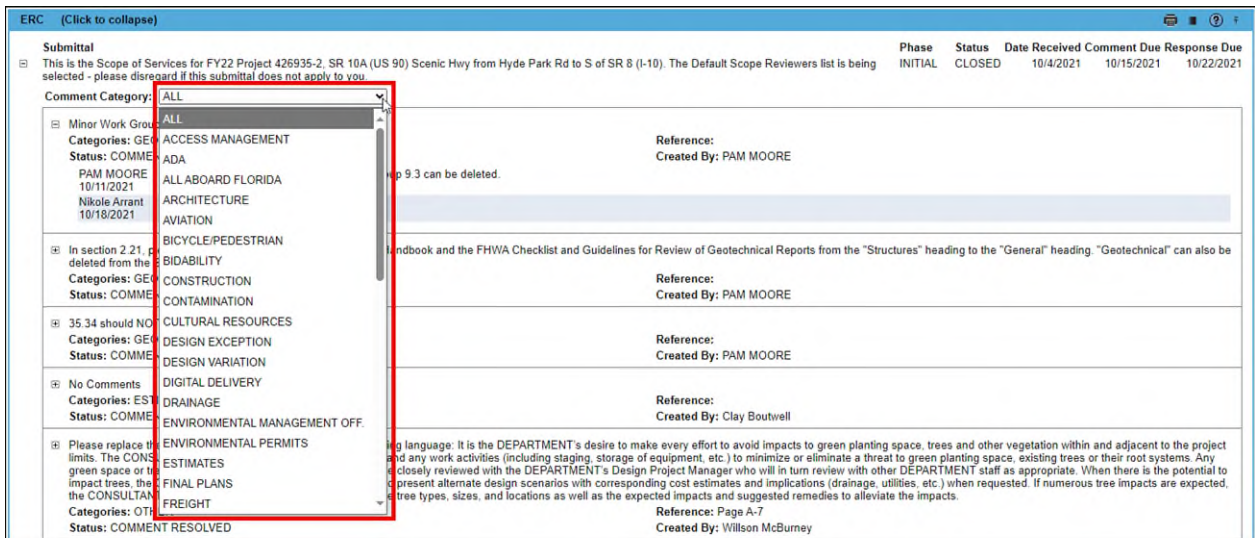 ERC (Click to collapse)
Submittal Phase Status Date Received Comment Due Response Due
This is the Scope of Services for FY22 Project 426935-2, SR 10A (US 90) Scenic Hwy from Hyde Park Rd to S of SR 8 (I-10). The Default Scope Reviewers list is being INITIAL CLOSED 10/4/2021 10/15/2021 10/22/2021
selected - please disregard if this submittal does not apply to you.
Comment Category: ALL
ALL
Minor Work Grou
Categories: GEO ACCESS MANAGEMENT Reference:
Status: COMME ADA Created By: PAM MOORE
PAM MOORE ALL ABOARD FLORIDA 9.3 can be deleted.
10/11/2021
Nikole Arrant ARCHITECTURE
10/18/2021
AVIATION
BICYCLE/PEDESTRIAN
In section 2.21, p andbook and the FHWA Checklist and Guidelines for Review of Geotechnical Reports from the "Structures" heading to the "General" heading. "Geotechnical" can also be
deleted from the BIDABILITY
Categories: GEO CONSTRUCTION Reference:
Status: COMME CONTAMINATION Created By: PAM MOORE
35.34 should NO CULTURAL RESOURCES
Categories: GEO DESIGN EXCEPTION Reference:
Status: COMME DESIGN VARIATION Created By: PAM MOORE
No Comments DIGITAL DELIVERY
Categories: EST DRAINAGE Reference:
Status: COMME ENVIRONMENTAL MANAGEMENT OFF. Created By: Clay Boutwell
Please replace th ENVIRONMENTAL PERMITS ng language: It is the DEPARTMENT's desire to make every effort to avoid impacts to green planting space, trees and other vegetation within and adjacent to the project
limits. The CONS ESTIMATES nd any work activities (including staging, storage of equipment, etc.) to minimize or eliminate a threat to green planting space, existing trees or their root systems. Any
green space or tr FINAL PLANS closely reviewed with the DEPARTMENT's Design Project Manager who will in turn review with other DEPARTMENT staff as appropriate. When there is the potential to
impact trees, the present alternate design scenarios with corresponding cost estimates and implications (drainage, utilities, etc.) when requested. If numerous tree impacts are expected,
the CONSULTAN FREIGHT tree types, sizes, and locations as well as the expected impacts and suggested remedies to alleviate the impacts.
Categories: OTH Reference: Page A-7
Status: COMMENT RESOLVED Created By: Willson McBurney